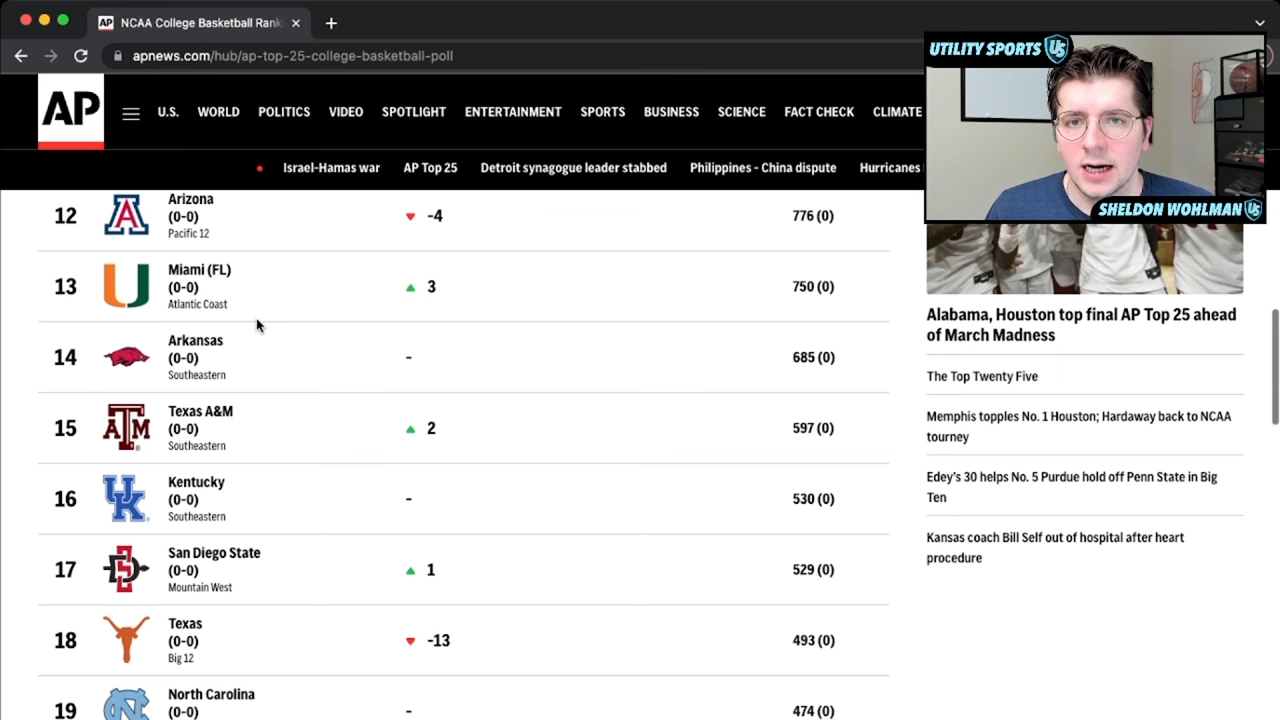 NCAA College Basketball Rank
apnews.com/hub/ap-top-25-college-basketball-poll
UTILITY SPORTS US
SHELDON WOHLMAN US
AP
U.S. WORLD POLITICS VIDEO SPOTLIGHT ENTERTAINMENT SPORTS BUSINESS SCIENCE FACT CHECK CLIMATE
Israel-Hamas war AP Top 25 Detroit synagogue leader stabbed Philippines - China dispute Hurricanes
12 Arizona
(0-0) -4 776 (0)
Pacific 12
13 Miami (FL)
(0-0) 3 750 (0)
Atlantic Coast
14 Arkansas
(0-0) - 685 (0)
Southeastern
15 ATM Texas A&M
(0-0) 2 597 (0)
Southeastern
16 UK Kentucky
(0-0) - 530 (0)
Southeastern
17 SD San Diego State
(0-0) 1 529 (0)
Mountain West
18 Texas
(0-0) -13 493 (0)
Big 12
19 NC North Carolina
(0-0) - 474 (0)
Alabama, Houston top final AP Top 25 ahead
of March Madness
The Top Twenty Five
Memphis topples No. 1 Houston; Hardaway back to NCAA
tourney
Edey's 30 helps No. 5 Purdue hold off Penn State in Big
Ten
Kansas coach Bill Self out of hospital after heart
procedure